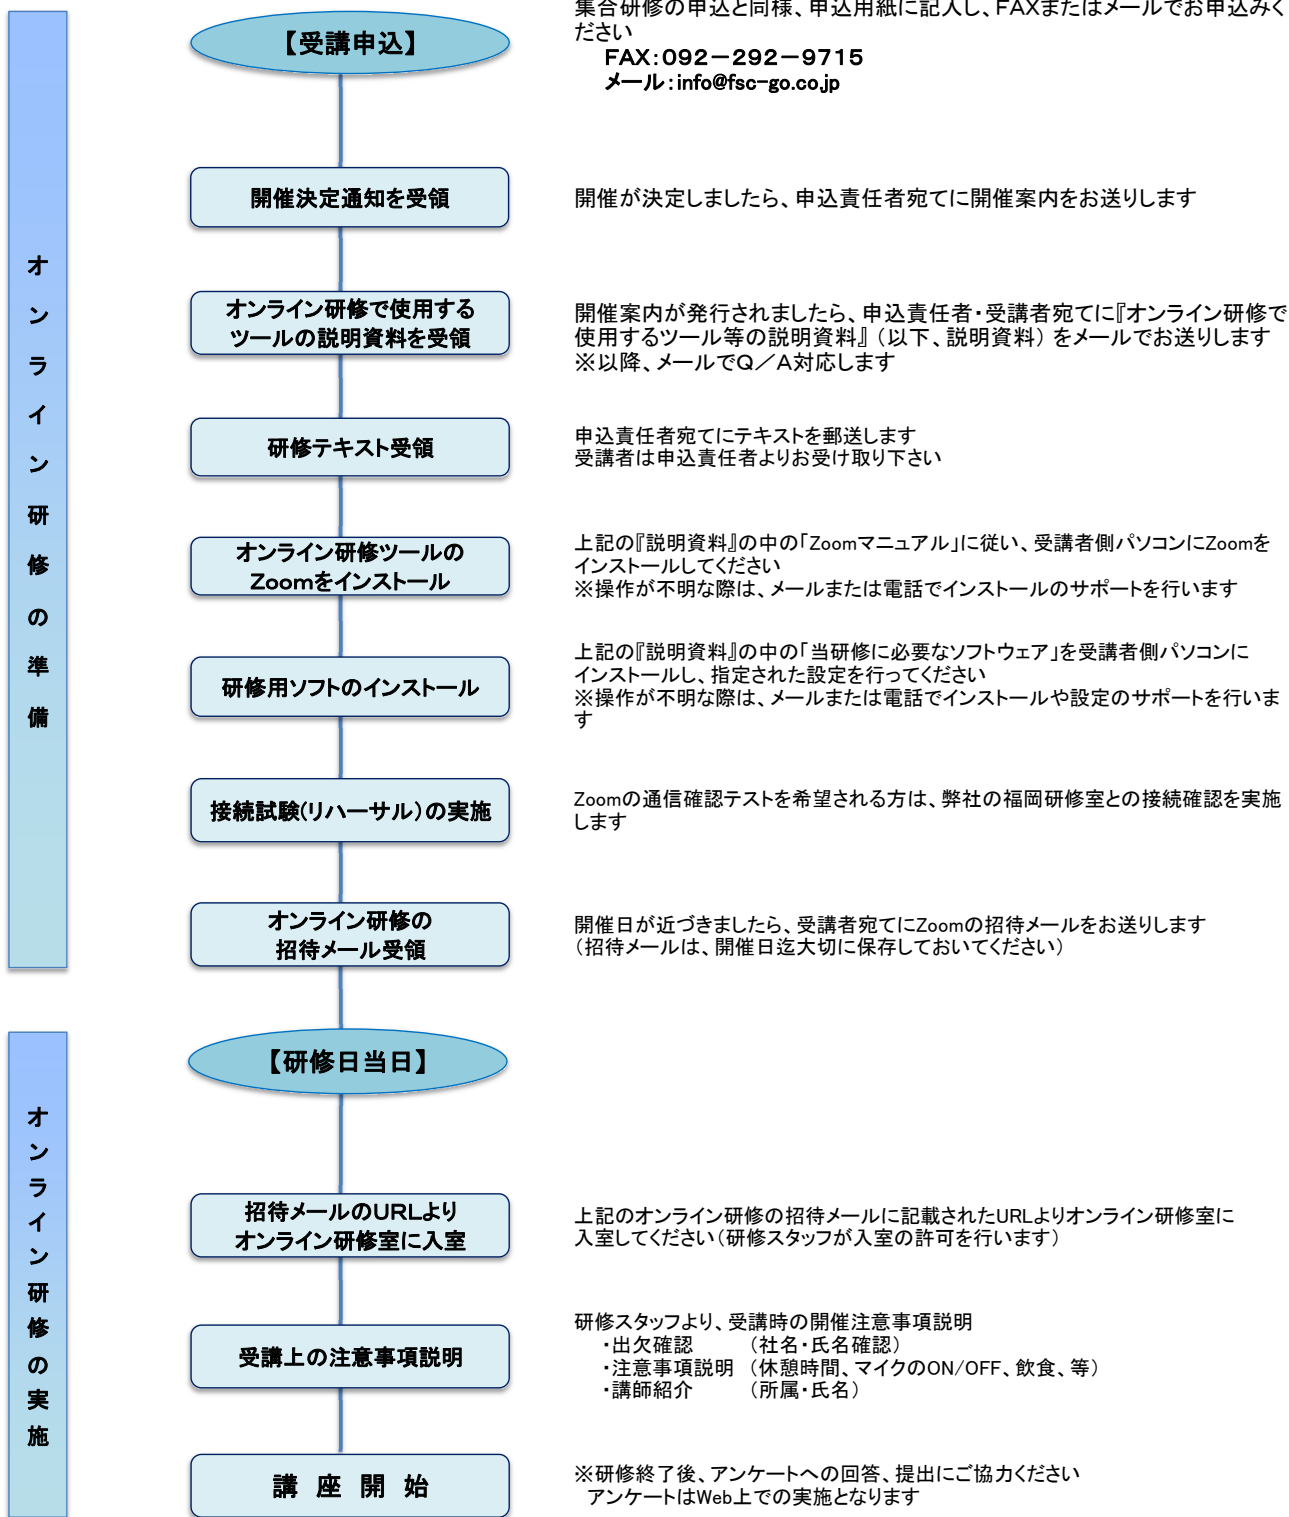 集合研修の申込と同様、申込用紙に記入し、FAXまたはメールでお申込みく
ださい
FAX：０９２－２９２－９７１５
メール：info@fsc-go.co.jp
【受講申込】
開催決定通知を受領
開催が決定しましたら、申込責任者宛てに開催案内をお送りします
オンライン研修で使用する
ツールの説明資料を受領
開催案内が発行されましたら、申込責任者・受講者宛てに『オンライン研修で
使用するツール等の説明資料』（以下、説明資料）をメールでお送りします
※以降、メールでQ／A対応します
研修テキスト受領
申込責任者宛てにテキストを郵送します
受講者は申込責任者よりお受け取り下さい
オンライン研修ツールの
Ｚｏｏｍをインストール
上記の『説明資料』の中の「Zoomマニュアル」に従い、受講者側パソコンにZoomを
インストールしてください
※操作が不明な際は、メールまたは電話でインストールのサポートを行います
研修用ソフトのインストール
上記の『説明資料』の中の「当研修に必要なソフトウェア」を受講者側パソコンに
インストールし、指定された設定を行ってください
※操作が不明な際は、メールまたは電話でインストールや設定のサポートを行いま
す
接続試験(リハーサル）の実施
Zoomの通信確認テストを希望される方は、弊社の福岡研修室との接続確認を実施
します
オンライン研修の
招待メール受領
開催日が近づきましたら、受講者宛てにZoomの招待メールをお送りします
（招待メールは、開催日迄大切に保存しておいてください）
オンライン研修の準備
【研修日当日】
招待メールのＵＲＬより
オンライン研修室に入室
上記のオンライン研修の招待メールに記載されたURLよりオンライン研修室に
入室してください（研修スタッフが入室の許可を行います）
受講上の注意事項説明
研修スタッフより、受講時の開催注意事項説明
・出欠確認　　（社名・氏名確認）
・注意事項説明　（休憩時間、マイクのON/OFF、飲食、等）
・講師紹介　　（所属・氏名）
講　座　開　始
※研修終了後、アンケートへの回答、提出にご協力ください
アンケートはWeb上での実施となります
オンライン研修の実施